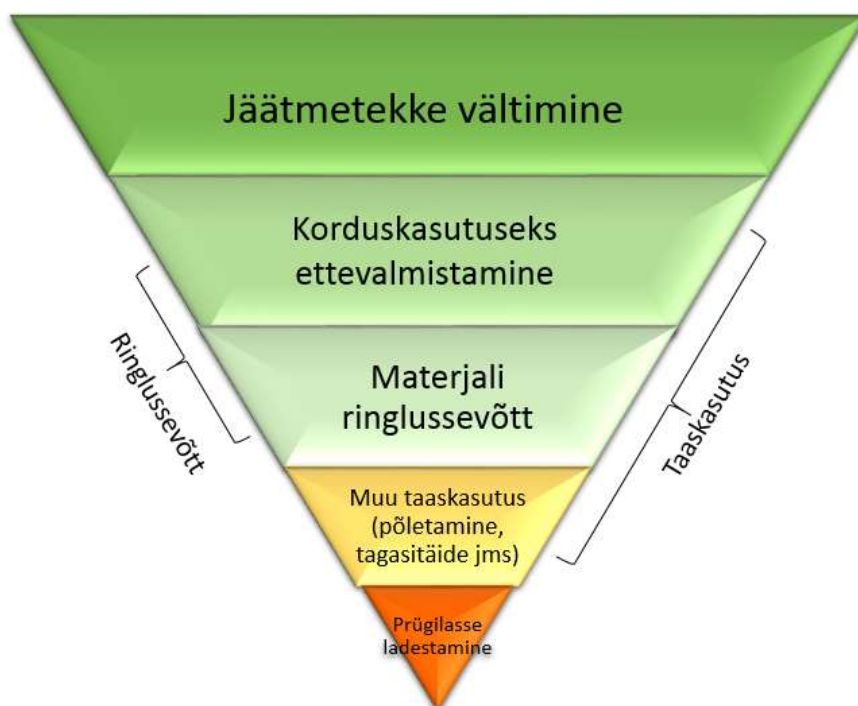 Jäätmetekke vältimine
Korduskasutuseks
ettevalmistamine
Ringlussevõtt
Materjali
ringlussevõtt
Taaskasutus
Muu taaskasutus
(põletamine,
tagasitäide jms)
Prügilasse
ladestamine